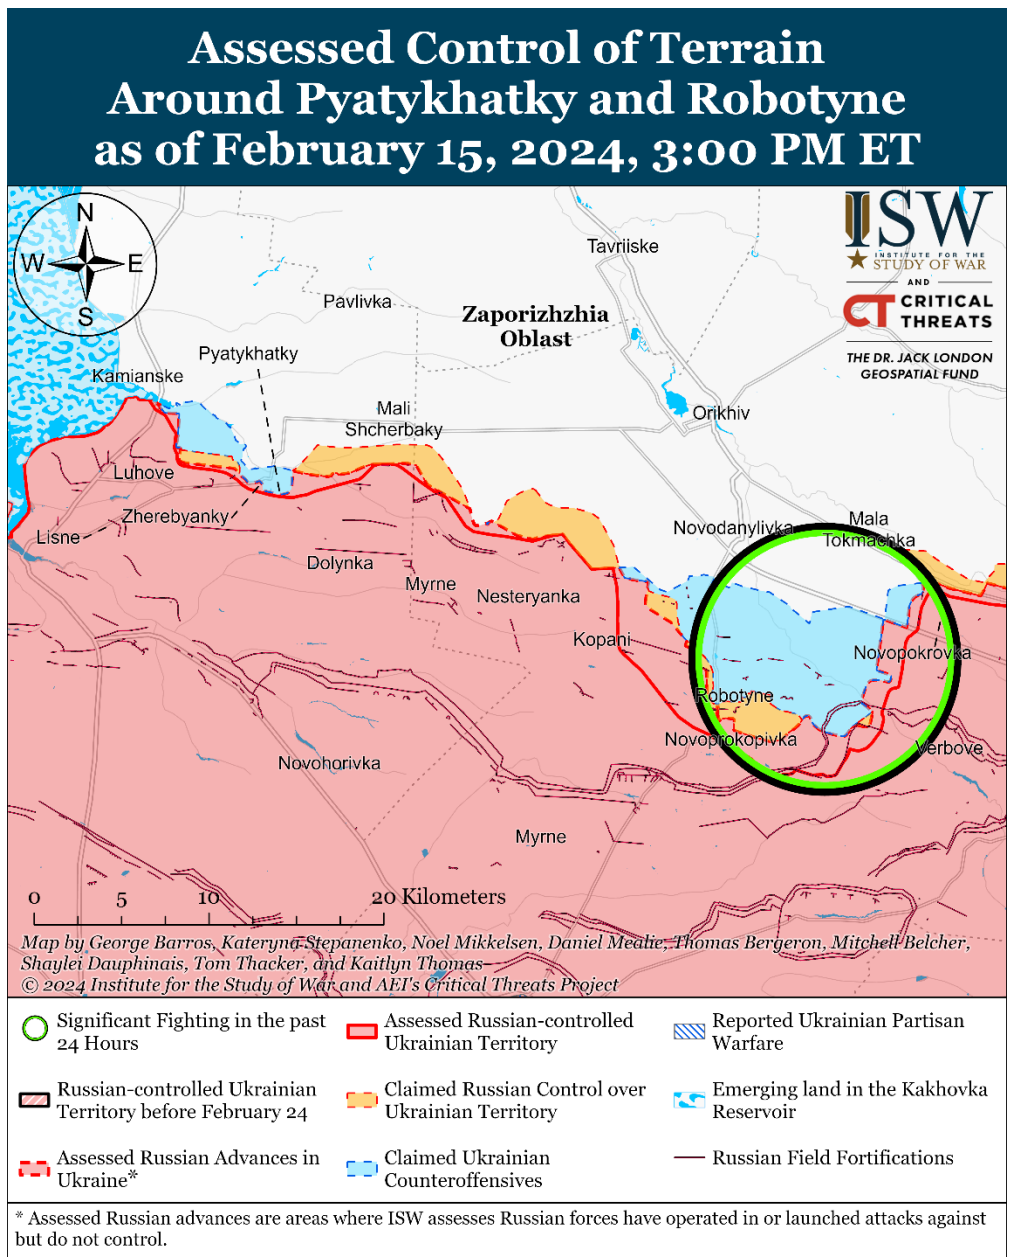 Assessed Control of Terrain
Around Pyatykhatky and Robotyne
as of February 15, 2024, 3:00 PM ET
N
W
E
S
ISW
INSTITUTE FOR THE
STUDY OF WAR
AND
CT CRITICAL
THREATS
THE DR. JACK LONDON
GEOSPATIAL FUND
Tavriiske
Pavlivka
Zaporizhzhia
Oblast
Pyatykhatky
Kamianske
Mali
Shcherbaky
Orikhiv
Luhove
Zherebyanky
Lisne
Novodanylivka
Mala
Tokmachka
Dolynka
Myrne
Nesteryanka
Kopani
Novopokrovka
Robotyne
Novoprokopivka
Verbove
Novohorivka
Myrne
0 5 10 20 Kilometers
Map by George Barros, Kateryna Stepanenko, Noel Mikkelsen, Daniel Mealie, Thomas Bergeron, Mitchell Belcher,
Shaylei Dauphinais, Tom Thacker, and Kaitlyn Thomas
© 2024 Institute for the Study of War and AEI's Critical Threats Project
Significant Fighting in the past
24 Hours
Russian-controlled Ukrainian
Territory before February 24
Assessed Russian Advances in
Ukraine*
Assessed Russian-controlled
Ukrainian Territory
Claimed Russian Control over
Ukrainian Territory
Claimed Ukrainian
Counteroffensives
Reported Ukrainian Partisan
Warfare
Emerging land in the Kakhovka
Reservoir
Russian Field Fortifications
* Assessed Russian advances are areas where ISW assesses Russian forces have operated in or launched attacks against
but do not control.